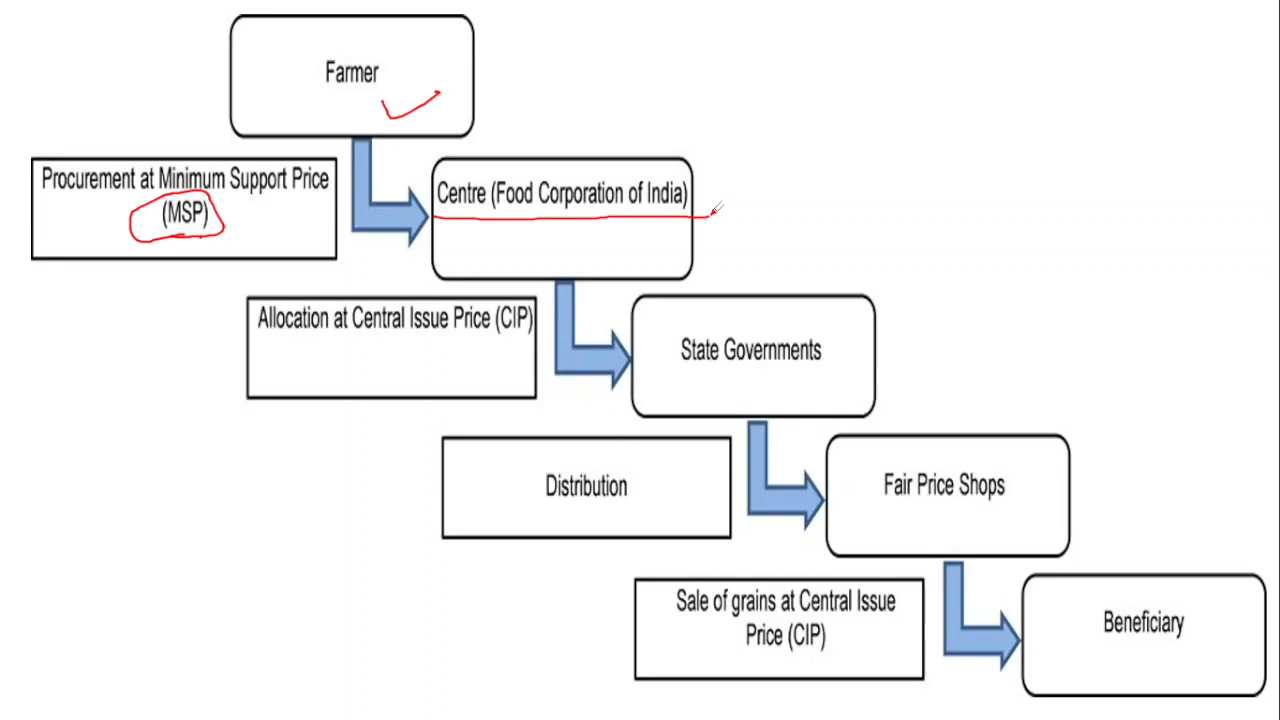 Farmer
Procurement at Minimum Support Price
(MSP)
Centre (Food Corporation of India)
Allocation at Central Issue Price (CIP)
State Governments
Distribution
Fair Price Shops
Sale of grains at Central Issue
Price (CIP)
Beneficiary